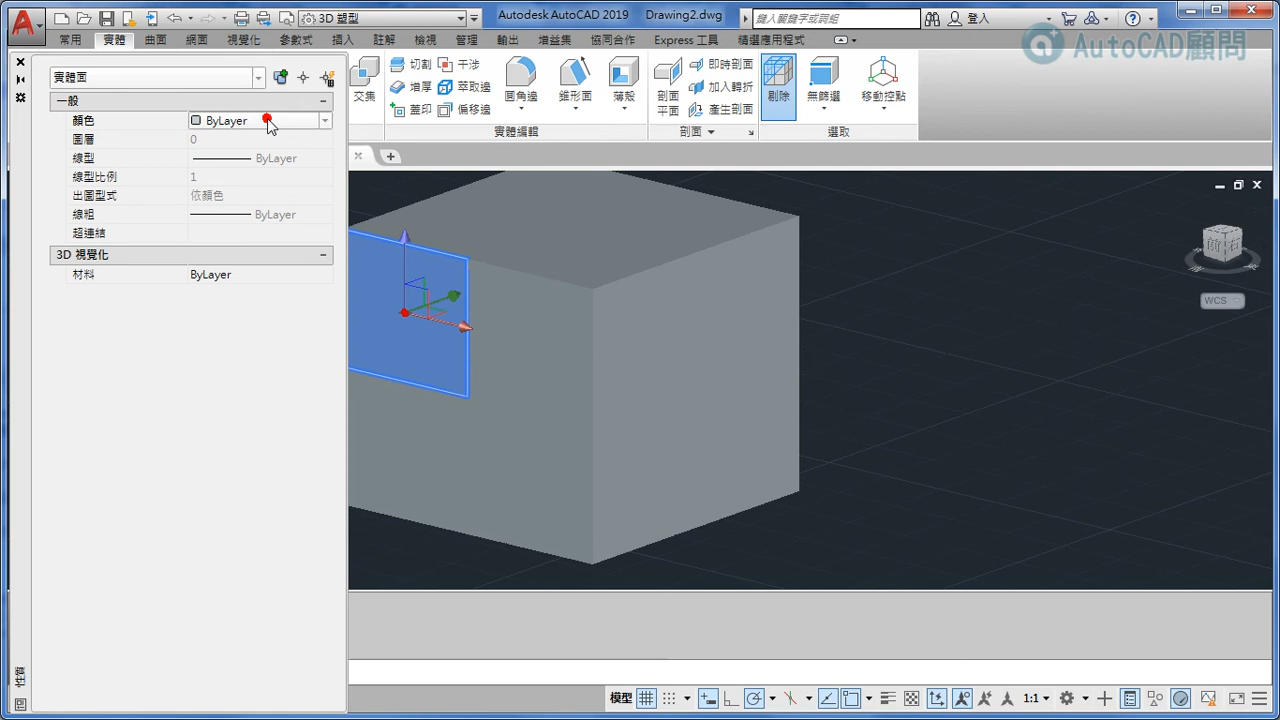 3D 塑型
Autodesk AutoCAD 2019 Drawing2.dwg
鍵入關鍵字或詞組
登入
常用 實體 曲面 網面 視覺化 參數式 插入 註解 檢視 管理 輸出 增益集 協同合作 Express 工具 精選應用程式
AutoCAD顧問
實體面
一般
顏色 ByLayer
圖層 0
線型 ByLayer
線型比例 1
出圖型式 依顏色
線粗 ByLayer
超連結
3D 視覺化
材料 ByLayer
性質
交集
切割 干涉
增厚 萃取邊
蓋印 偏移邊
圓角邊 錐形面 薄殼
實體編輯
剖面
平面
即時剖面
加入轉折
產生剖面
剖面
剔除 無篩選 移動控點
選取
WCS
模型
1:1